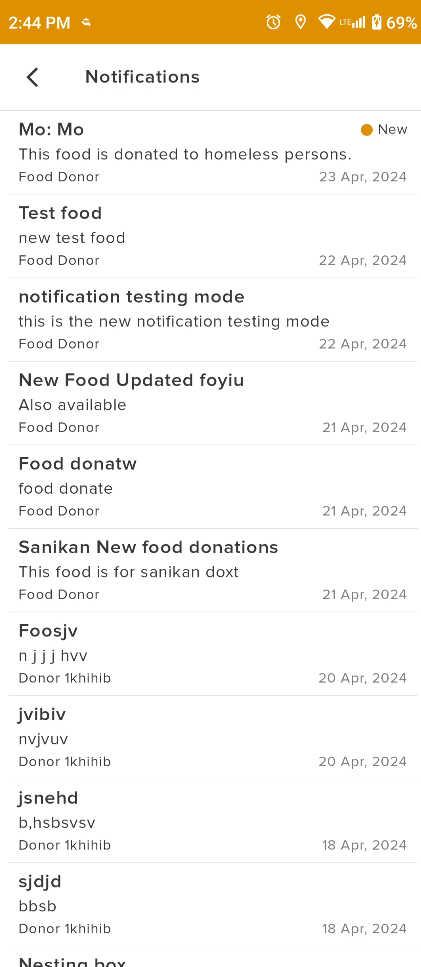 2:44 PM
LTE 69%
Notifications
Mo: Mo
New
This food is donated to homeless persons.
Food Donor 23 Apr, 2024
Test food
new test food
Food Donor 22 Apr, 2024
notification testing mode
this is the new notification testing mode
Food Donor 22 Apr, 2024
New Food Updated foyiu
Also available
Food Donor 21 Apr, 2024
Food donatw
food donate
Food Donor 21 Apr, 2024
Sanikan New food donations
This food is for sanikan doxt
Food Donor 21 Apr, 2024
Foosjv
n j j j hvv
Donor 1khihib 20 Apr, 2024
jvibiv
nvjvuv
Donor 1khihib 20 Apr, 2024
jsnehd
b,hsbsvsv
Donor 1khihib 18 Apr, 2024
sjdjd
bbsb
Donor 1khihib 18 Apr, 2024
Nesting box